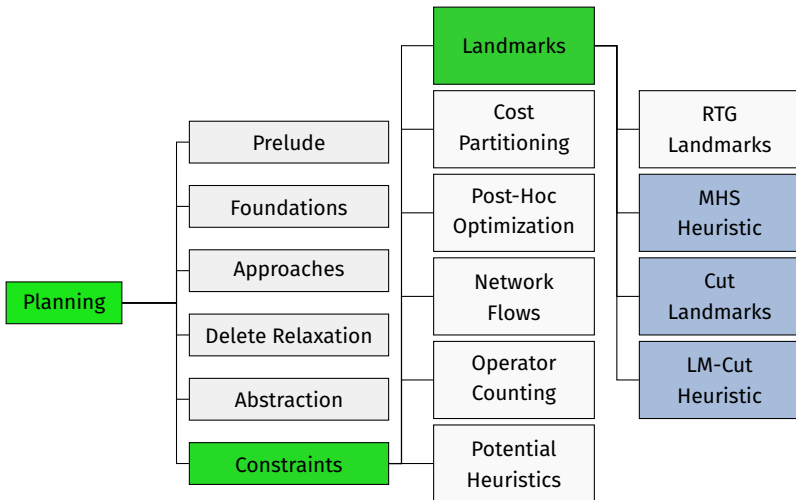 Planning
Prelude
Foundations
Approaches
Delete Relaxation
Abstraction
Constraints
Landmarks
Cost
Partitioning
Post-Hoc
Optimization
Network
Flows
Operator
Counting
Potential
Heuristics
RTG
Landmarks
MHS
Heuristic
Cut
Landmarks
LM-Cut
Heuristic